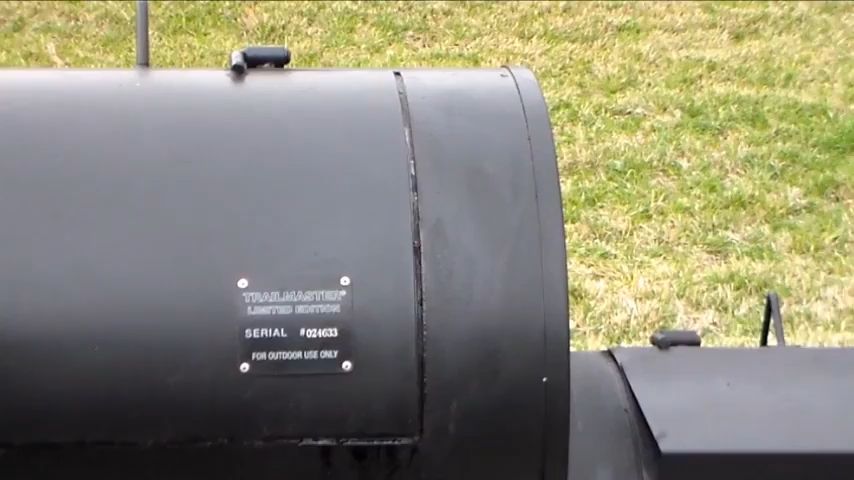 TRAILMASTER®
LIMITED EDITION
SERIAL #024633
FOR OUTDOOR USE ONLY